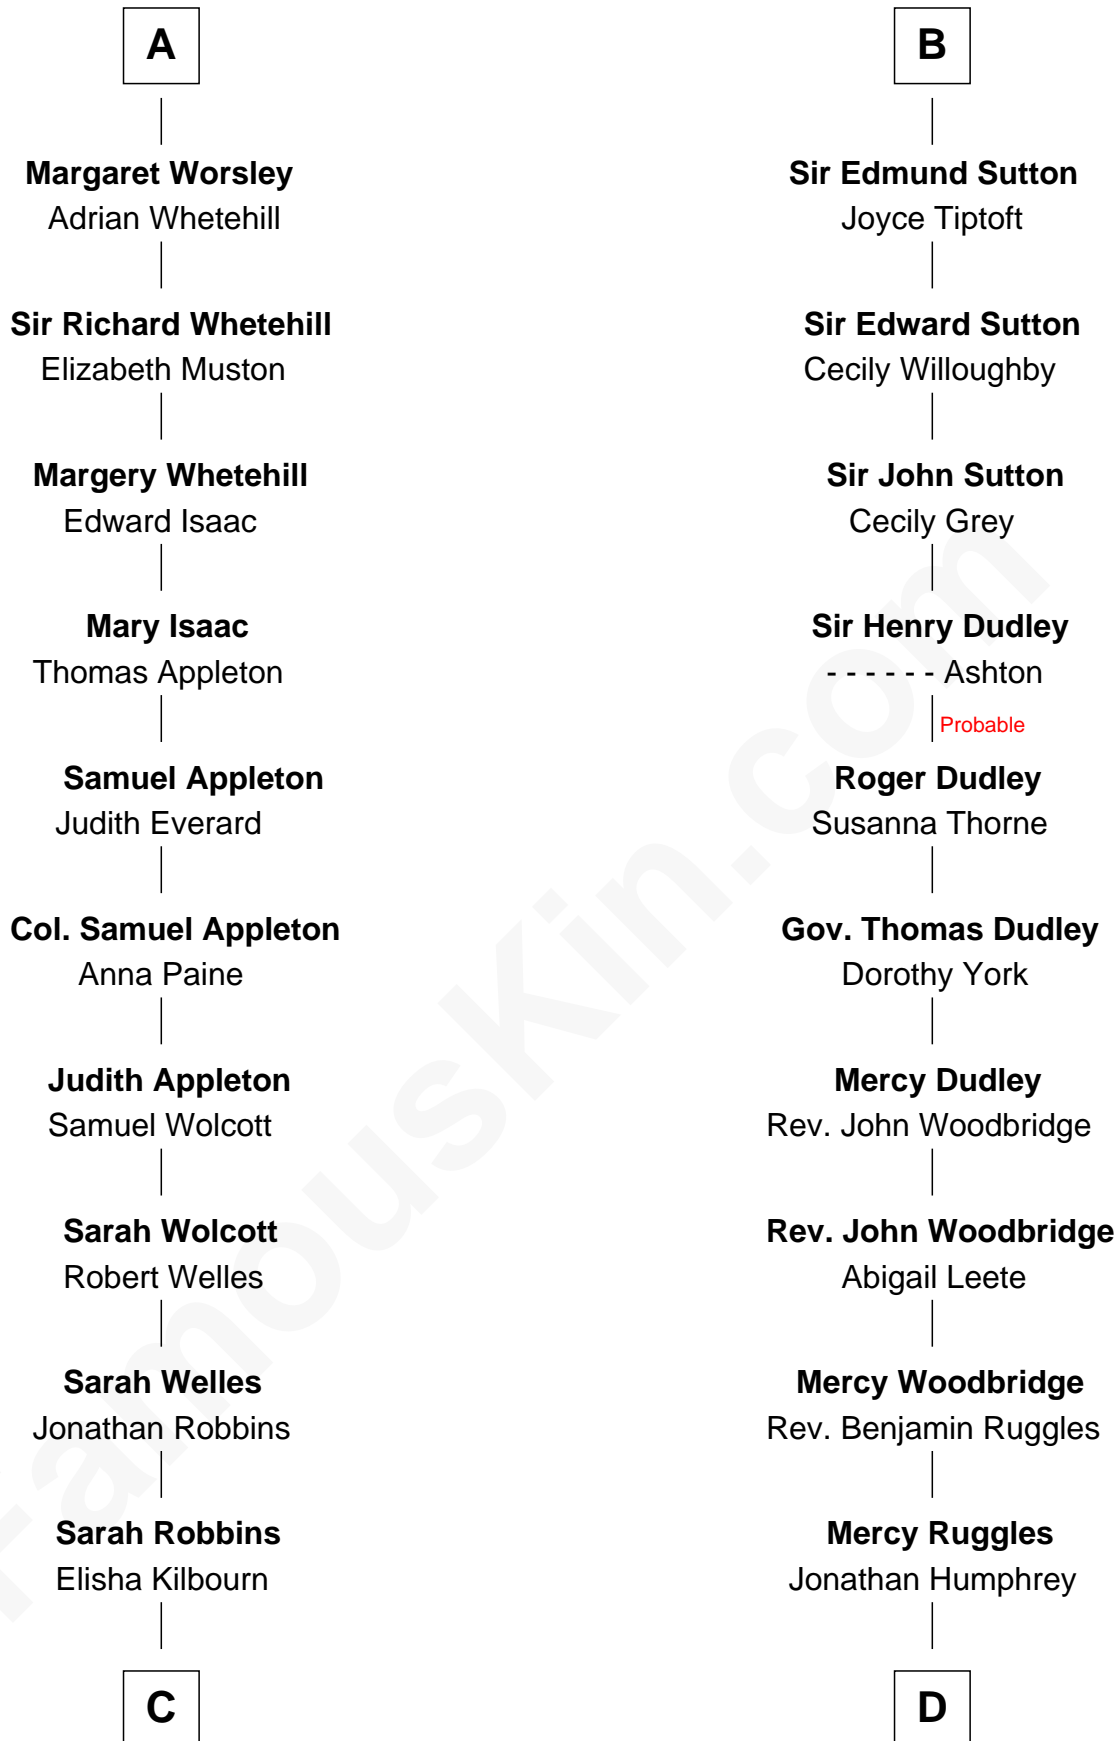 A
Margaret Worsley
Adrian Whetehill
Sir Richard Whetehill
Elizabeth Muston
Margery Whetehill
Edward Isaac
Mary Isaac
Thomas Appleton
Samuel Appleton
Judith Everard
Col. Samuel Appleton
Anna Paine
Judith Appleton
Samuel Wolcott
Sarah Wolcott
Robert Welles
Sarah Welles
Jonathan Robbins
Sarah Robbins
Elisha Kilbourn
C
B
Sir Edmund Sutton
Joyce Tiptoft
Sir Edward Sutton
Cecily Willoughby
Sir John Sutton
Cecily Grey
Sir Henry Dudley
- - - - - - Ashton
Probable
Roger Dudley
Susanna Thorne
Gov. Thomas Dudley
Dorothy York
Mercy Dudley
Rev. John Woodbridge
Rev. John Woodbridge
Abigail Leete
Mercy Woodbridge
Rev. Benjamin Ruggles
Mercy Ruggles
Jonathan Humphrey
D
FamousKin.com